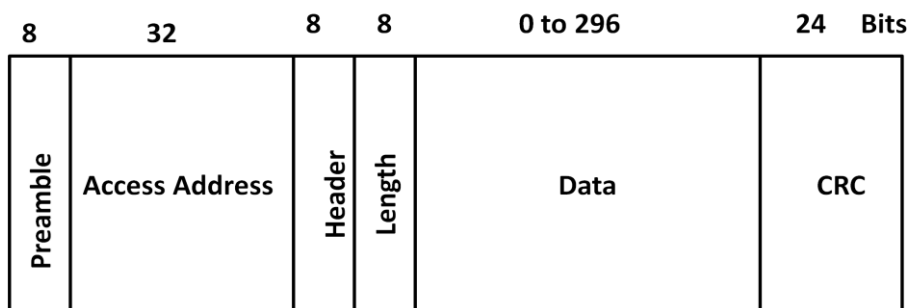 8 32 8 8 0 to 296 24 Bits
Preamble Access Address Header Length Data CRC